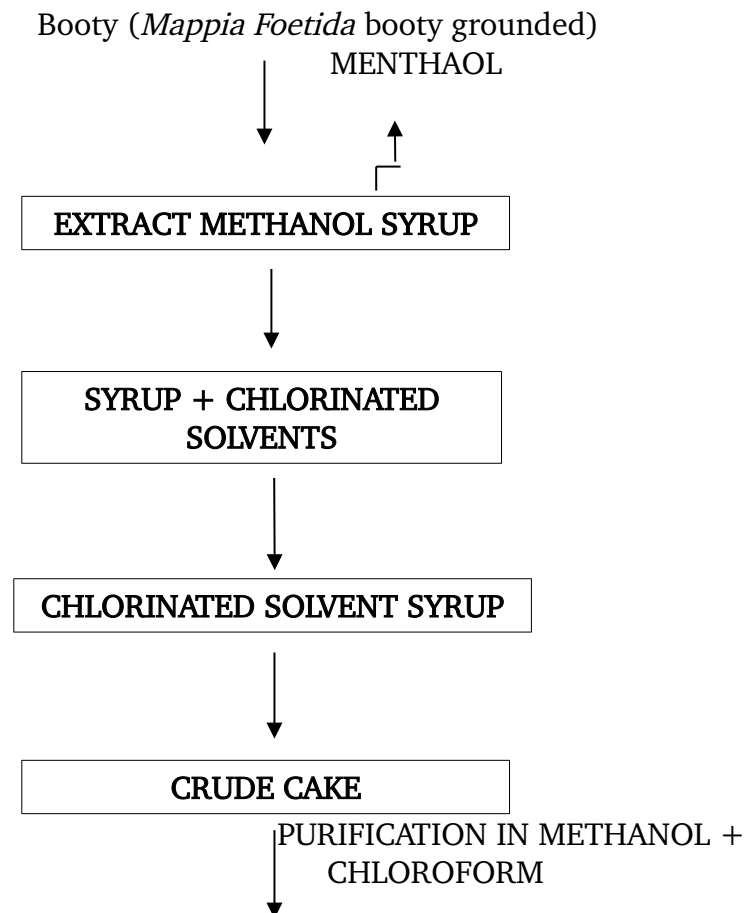 Booty (Mappia Foetida booty grounded)
MENTHAOL
EXTRACT METHANOL SYRUP
SYRUP + CHLORINATED
SOLVENTS
CHLORINATED SOLVENT SYRUP
CRUDE CAKE
PURIFICATION IN METHANOL +
CHLOROFORM